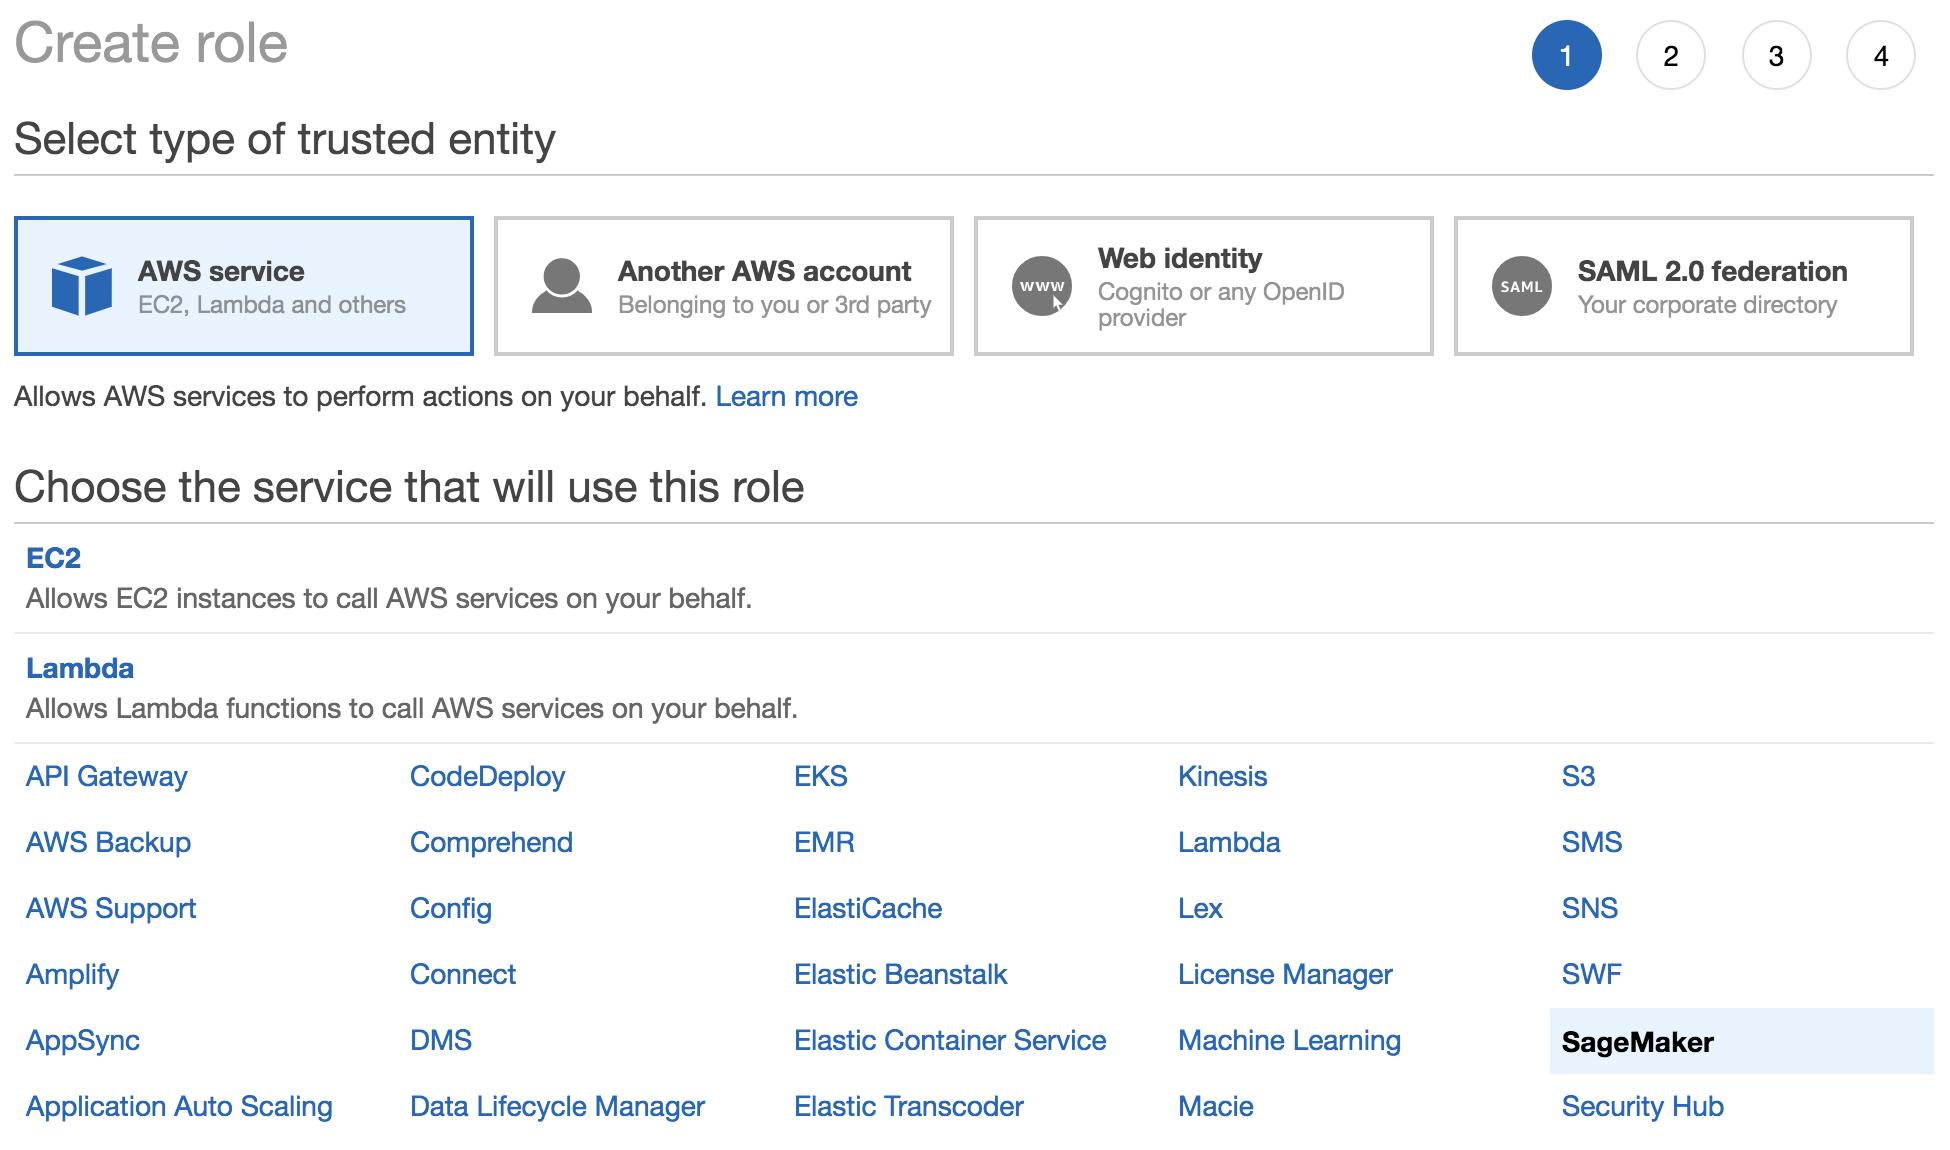 Create role
1 2 3 4
Select type of trusted entity
AWS service
EC2, Lambda and others
Another AWS account
Belonging to you or 3rd party
www
Web identity
Cognito or any OpenID
provider
SAML
SAML 2.0 federation
Your corporate directory
Allows AWS services to perform actions on your behalf. Learn more
Choose the service that will use this role
EC2
Allows EC2 instances to call AWS services on your behalf.
Lambda
Allows Lambda functions to call AWS services on your behalf.
API Gateway CodeDeploy EKS Kinesis S3
AWS Backup Comprehend EMR Lambda SMS
AWS Support Config ElastiCache Lex SNS
Amplify Connect Elastic Beanstalk License Manager SWF
AppSync DMS Elastic Container Service Machine Learning SageMaker
Application Auto Scaling Data Lifecycle Manager Elastic Transcoder Macie Security Hub